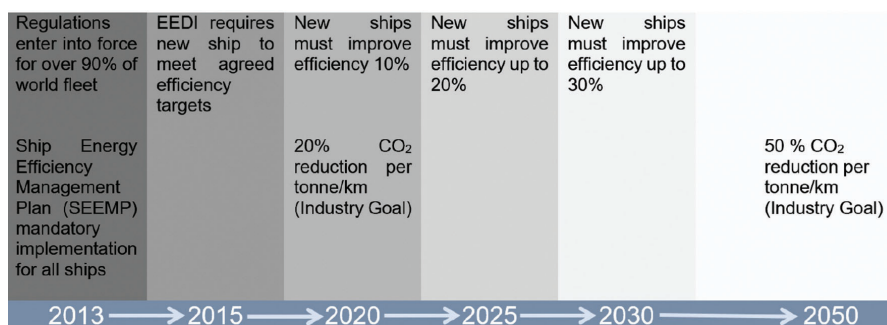 Regulations
enter into force
for over 90% of
world fleet
Ship Energy
Efficiency
Management
Plan (SEEMP)
mandatory
implementation
for all ships
EEDI requires
new ship to
meet agreed
efficiency
targets
New ships
must improve
efficiency 10%
20% CO₂
reduction per
tonne/km
(Industry Goal)
New ships
must improve
efficiency up to
20%
New ships
must improve
efficiency up to
30%
50 % CO₂
reduction per
tonne/km
(Industry Goal)
2013 2015 2020 2025 2030 2050